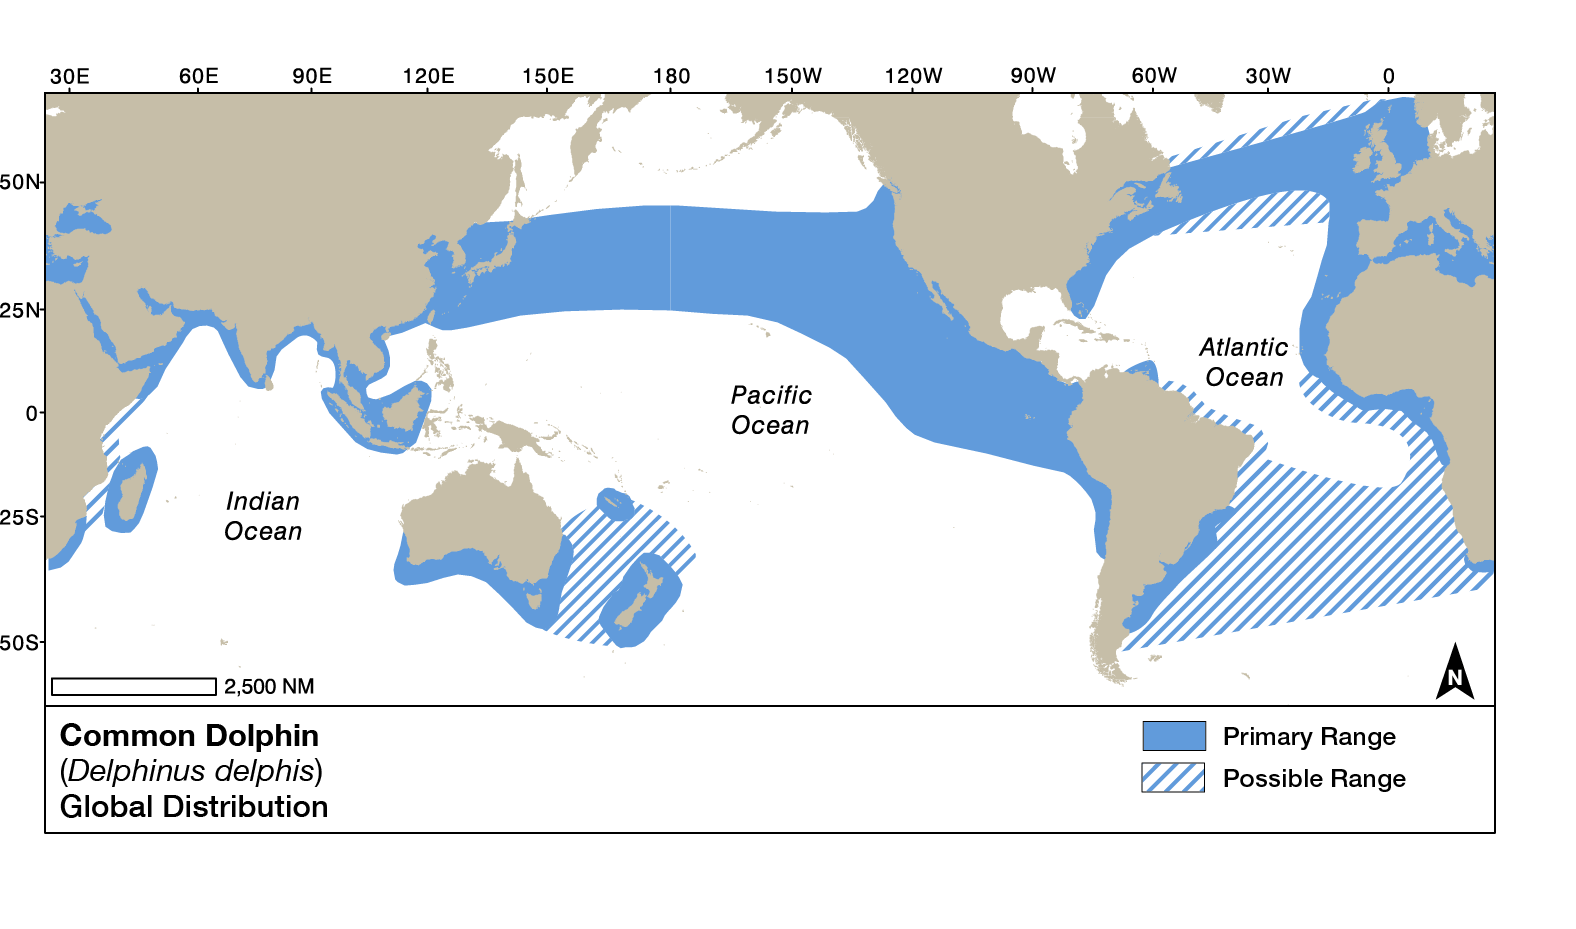 30E 60E 90E 120E 150E 180 150W 120W 90W 60W 30W 0
50N
25N
0
25S
50S
Atlantic
Ocean
Pacific
Ocean
Indian
Ocean
N
2,500 NM
Common Dolphin
(Delphinus delphis)
Global Distribution
Primary Range
Possible Range